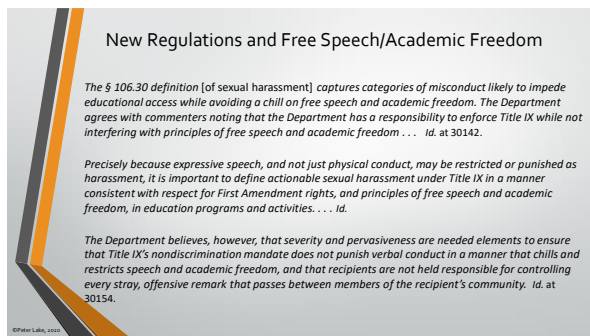 New Regulations and Free Speech/Academic Freedom
The § 106.30 definition [of sexual harassment] captures categories of misconduct likely to impede
educational access while avoiding a chill on free speech and academic freedom. The Department
agrees with commenters noting that the Department has a responsibility to enforce Title IX while not
interfering with principles of free speech and academic freedom . . .   Id. at 30142.
Precisely because expressive speech, and not just physical conduct, may be restricted or punished as
harassment, it is important to define actionable sexual harassment under Title IX in a manner
consistent with respect for First Amendment rights, and principles of free speech and academic
freedom, in education programs and activities. . . . Id.
The Department believes, however, that severity and pervasiveness are needed elements to ensure
that Title IX's nondiscrimination mandate does not punish verbal conduct in a manner that chills and
restricts speech and academic freedom, and that recipients are not held responsible for controlling
every stray, offensive remark that passes between members of the recipient's community. Id. at
30154.
©Peter Lake, 2020